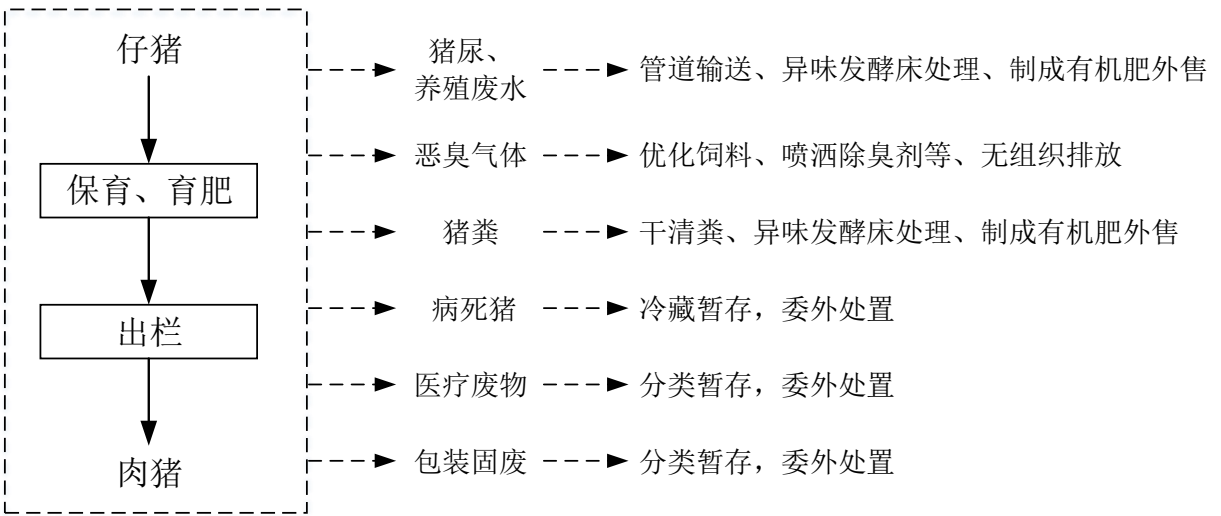 仔猪
保育、育肥
出栏
肉猪
猪尿、
养殖废水
管道输送、异味发酵床处理、制成有机肥外售
恶臭气体
优化饲料、喷洒除臭剂等、无组织排放
猪粪
干清粪、异味发酵床处理、制成有机肥外售
病死猪
冷藏暂存，委外处置
医疗废物
分类暂存，委外处置
包装固废
分类暂存，委外处置